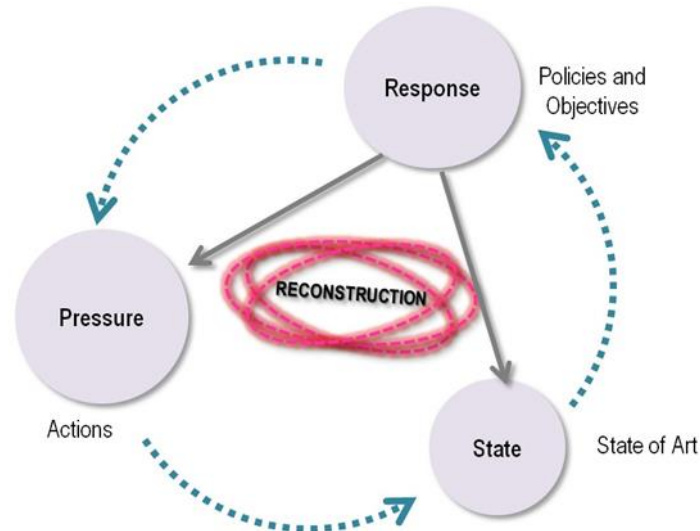 Response
Policies and
Objectives
RECONSTRUCTION
Pressure
Actions
State
State of Art